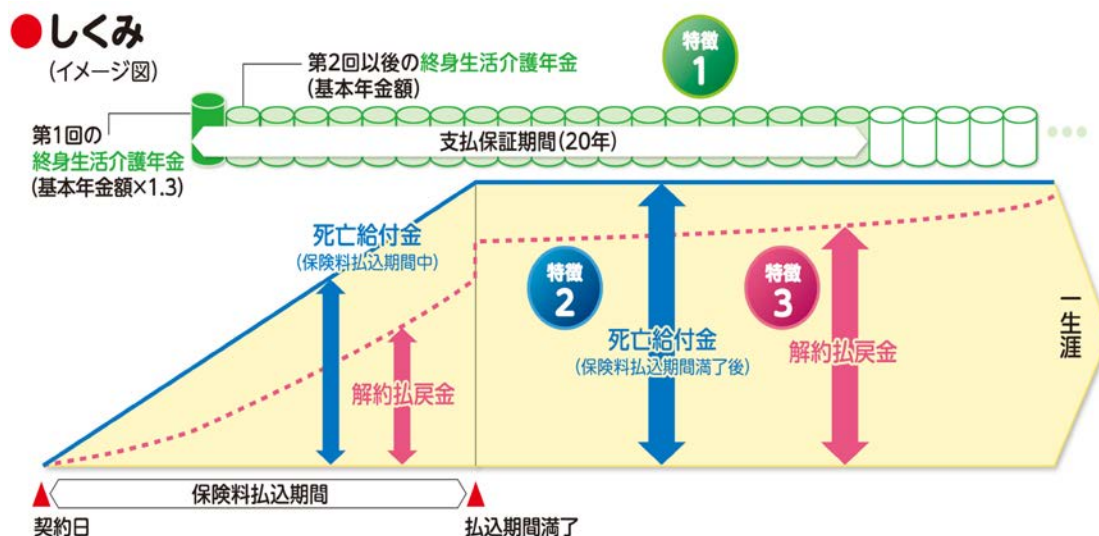 ●しくみ
(イメージ図)
特徴
1
第2回以後の終身生活介護年金
(基本年金額)
第1回の
終身生活介護年金
(基本年金額×1.3)
支払保証期間(20年)
死亡給付金
(保険料払込期間中)
解約払戻金
特徴
2
死亡給付金
(保険料払込期間満了後)
特徴
3
解約払戻金
一生涯
保険料払込期間
契約日
払込期間満了